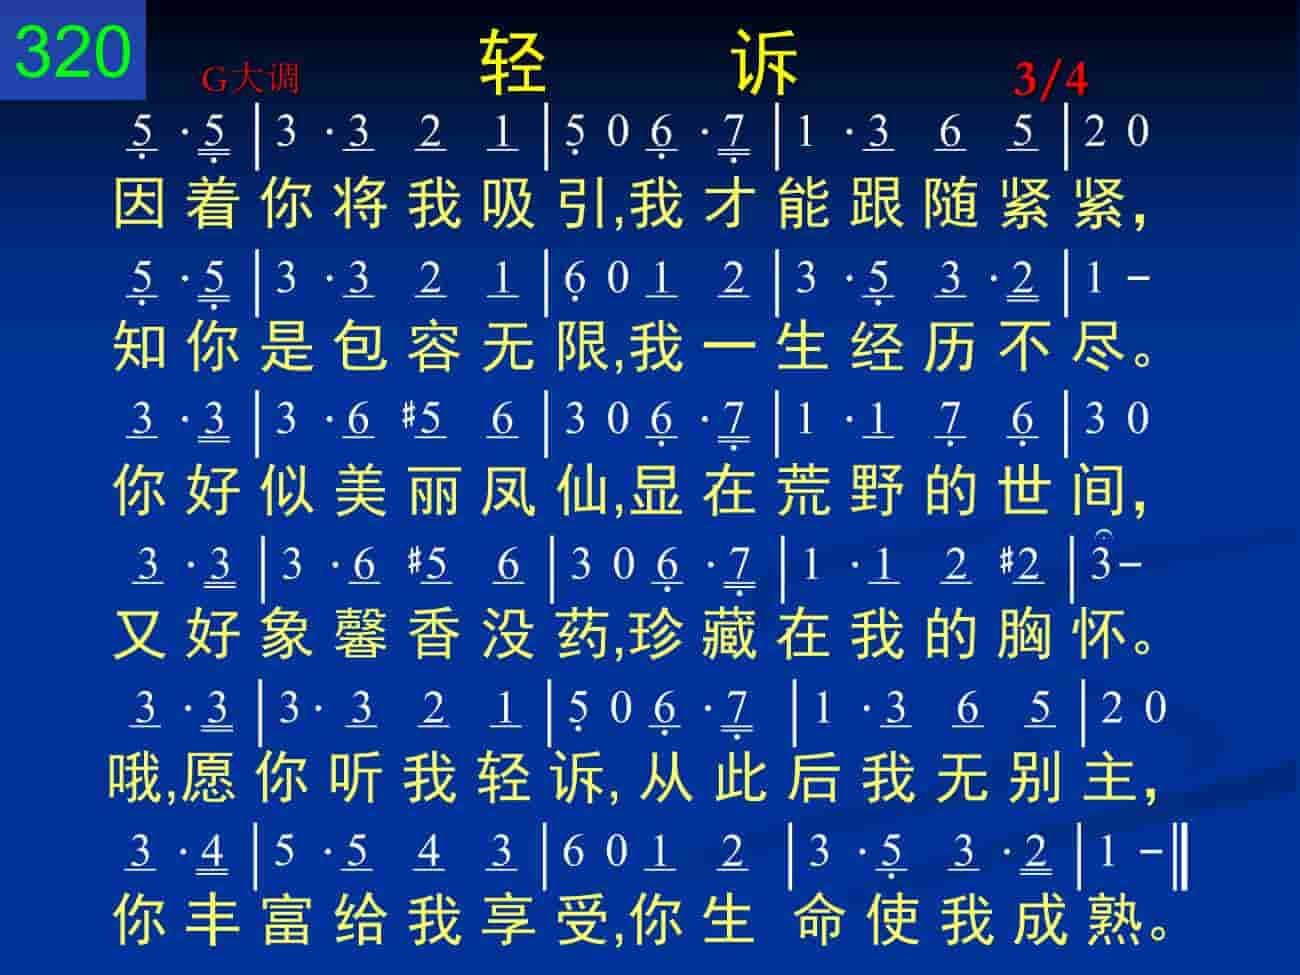 320
轻 诉
G大调
3/4
5 · 5 | 3 · 3 2 1 | 5 0 6 · 7 | 1 · 3 6 5 | 2 0
因着你将我吸引,我才能跟随紧紧，
5 · 5 | 3 · 3 2 1 | 6 0 1 2 | 3 · 5 3 · 2 | 1 -
知你是包容无限,我一生经历不尽。
3 · 3 | 3 · 6 #5 6 | 3 0 6 · 7 | 1 · 1 7 6 | 3 0
你好似美丽凤仙,显在荒野的世间，
3 · 3 | 3 · 6 #5 6 | 3 0 6 · 7 | 1 · 1 2 #2 | 3 -
又好象馨香没药,珍藏在我的胸怀。
3 · 3 | 3 · 3 2 1 | 5 0 6 · 7 | 1 · 3 6 5 | 2 0
哦,愿你听我轻诉,从此后我无别主，
3 · 4 | 5 · 5 4 3 | 6 0 1 2 | 3 · 5 3 · 2 | 1 - ‖
你丰富给我享受,你生 命使我成熟。